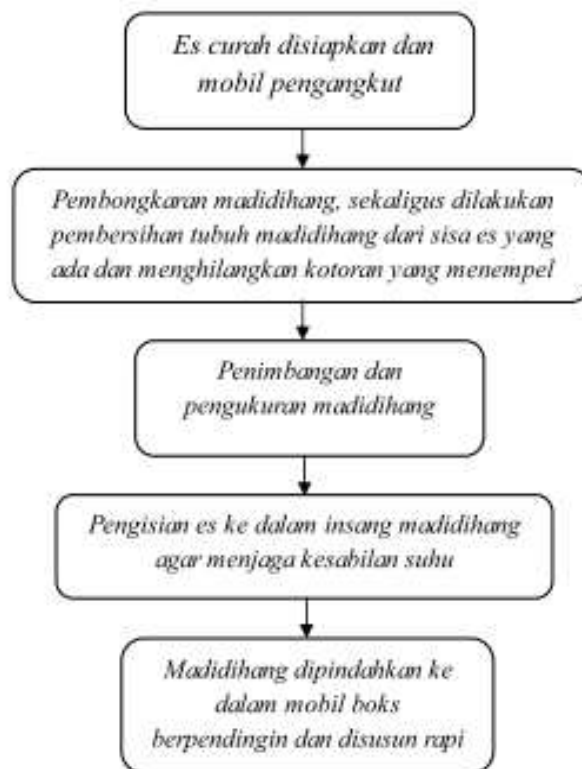 Es curah disiapkan dan
mobil pengangkut
Pembongkaran madidihang, sekaligus dilakukan
pembersihan tubuh madidihang dari sisa es yang
ada dan menghilangkan kotoran yang menempel
Penimbangan dan
pengukuran madidihang
Pengisian es ke dalam insang madidihang
agar menjaga kesabilan suhu
Madidihang dipindahkan ke
dalam mobil boks
berpendingin dan disusun rapi